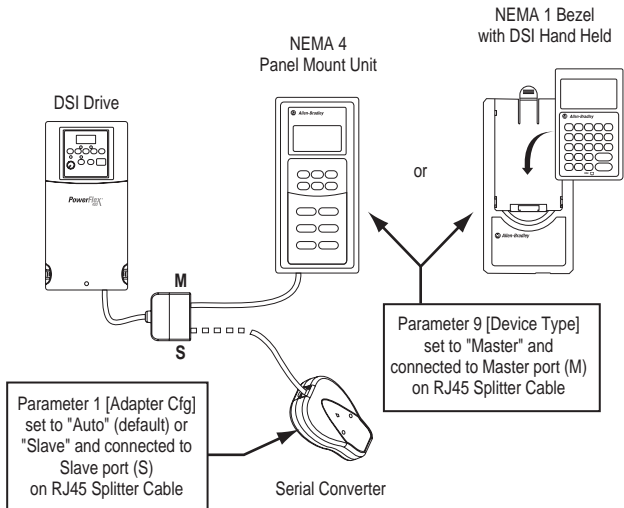 NEMA 1 Bezel
with DSI Hand Held
NEMA 4
Panel Mount Unit
DSI Drive
Allen-Bradley
Allen-Bradley
or
PowerFlex
Allen-Bradley
M
S
Parameter 9 [Device Type]
set to "Master" and
connected to Master port (M)
on RJ45 Splitter Cable
Parameter 1 [Adapter Cfg]
set to "Auto" (default) or
"Slave" and connected to
Slave port (S)
on RJ45 Splitter Cable
Serial Converter